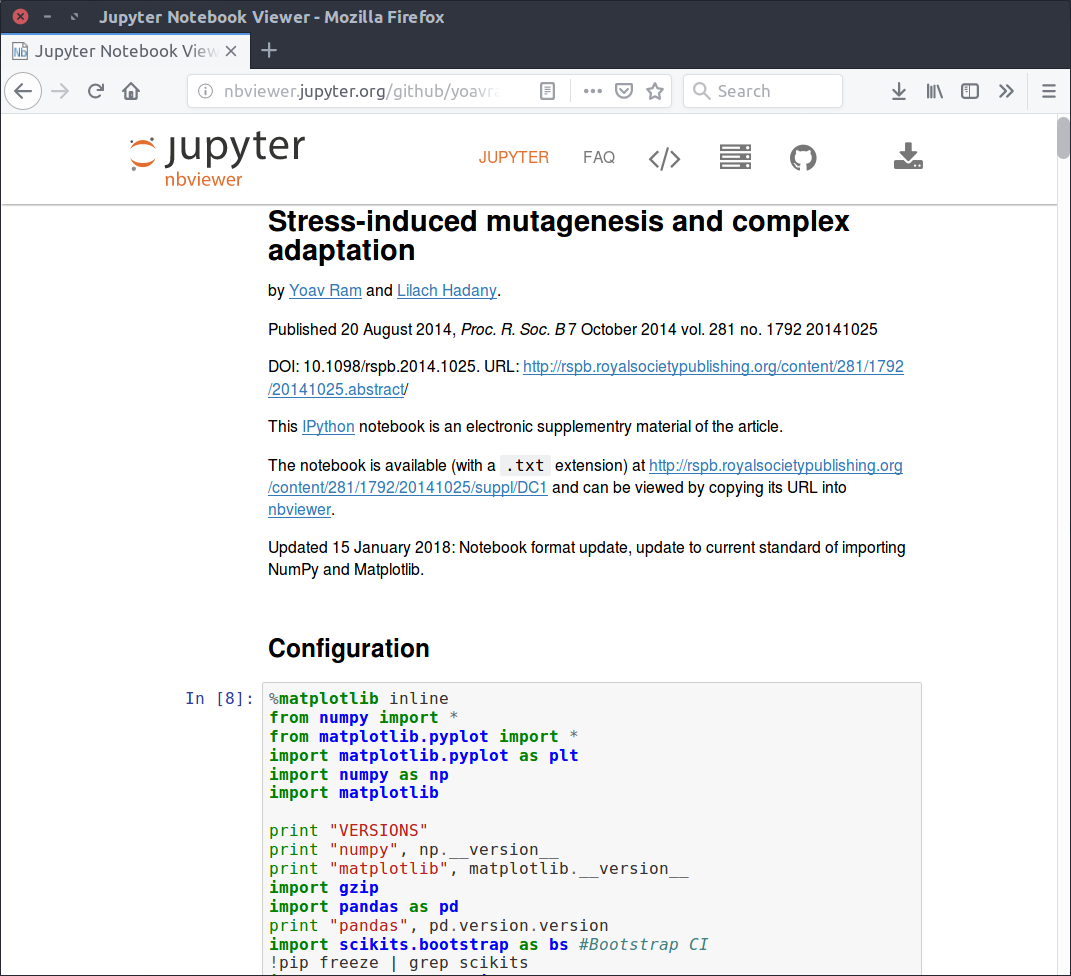 Jupyter Notebook Viewer - Mozilla Firefox
Jupyter Notebook View
nbviewer.jupyter.org/github/yoavra
Search
jupyter
nbviewer
JUPYTER FAQ </>
Stress-induced mutagenesis and complex
adaptation
by Yoav Ram and Lilach Hadany.
Published 20 August 2014, Proc. R. Soc. B 7 October 2014 vol. 281 no. 1792 20141025
DOI: 10.1098/rspb.2014.1025. URL: http://rspb.royalsocietypublishing.org/content/281/1792
/20141025.abstract/
This IPython notebook is an electronic supplementry material of the article.
The notebook is available (with a .txt extension) at http://rspb.royalsocietypublishing.org
/content/281/1792/20141025/suppl/DC1 and can be viewed by copying its URL into
nbviewer.
Updated 15 January 2018: Notebook format update, update to current standard of importing
NumPy and Matplotlib.
Configuration
In [8]: %matplotlib inline
from numpy import *
from matplotlib.pyplot import *
import matplotlib.pyplot as plt
import numpy as np
import matplotlib
print "VERSIONS"
print "numpy", np.__version__
print "matplotlib", matplotlib.__version__
import gzip
import pandas as pd
print "pandas", pd.version.version
import scikits.bootstrap as bs #Bootstrap CI
!pip freeze | grep scikits